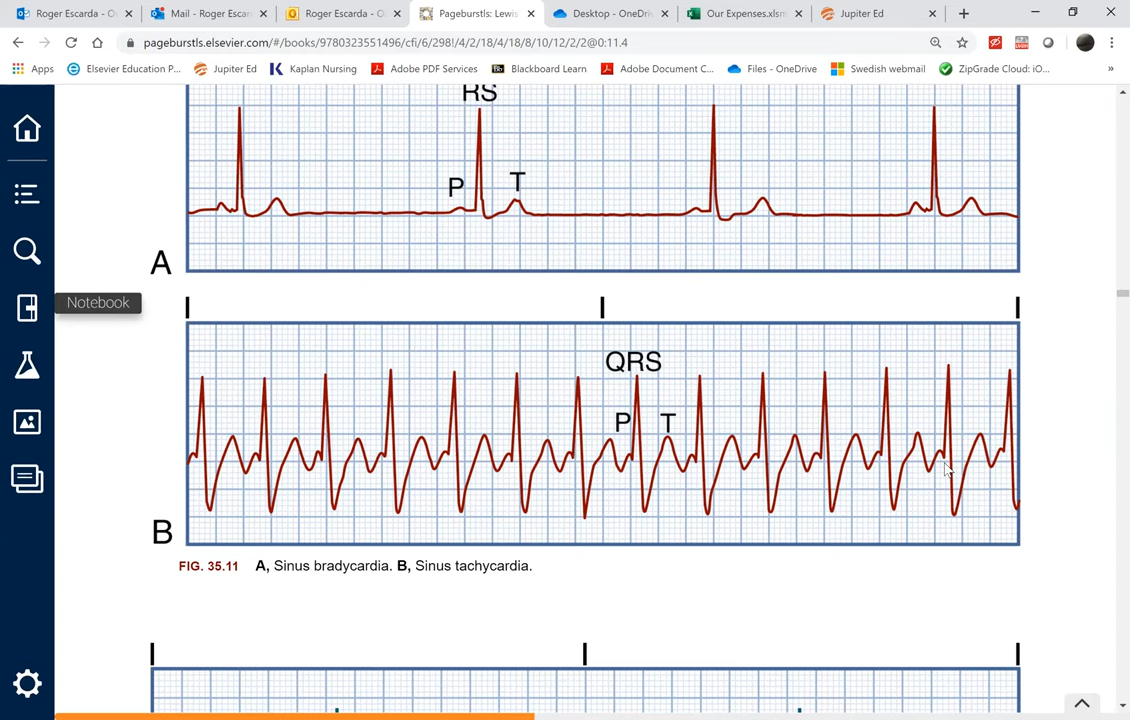 Roger Escarda - O
Mail - Roger Escar
Roger Escarda - O
Pageburstls: Lewis
Desktop - OneDriv
Our Expenses.xlsm
Jupiter Ed
pageburstls.elsevier.com/#/books/9780323551496/cfi/6/298!/4/2/18/4/18/8/10/12/2/2@0:11.4
Apps
Elsevier Education P...
Jupiter Ed
Kaplan Nursing
Adobe PDF Services
Blackboard Learn
Adobe Document C...
Files - OneDrive
Swedish webmail
ZipGrade Cloud: iO...
»
RS
P
T
A
Notebook
QRS
P
T
B
FIG. 35.11 A, Sinus bradycardia. B, Sinus tachycardia.